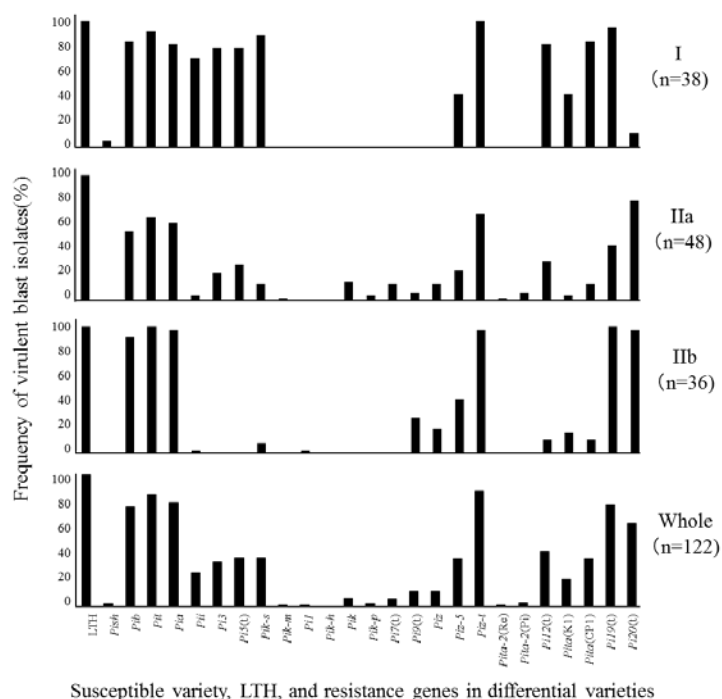 Frequency of virulent blast isolates(%)
100
80
60
40
20
0
I
(n=38)
100
80
60
40
20
0
IIa
(n=48)
100
80
60
40
20
0
IIb
(n=36)
100
80
60
40
20
0
Whole
(n=122)
LTH
Pish
Pib
Pit
Pia
Pii
Pi3
Pi5(t)
Pik-s
Pik-m
Pi1
Pik-h
Pik
Pik-p
Pi7(t)
Pi9(t)
Piz
Piz-5
Piz-t
Pita-2(Re)
Pita-2(Pi)
Pi12(t)
Pita(K1)
Pita(CP1)
Pi19(t)
Pi20(t)
Susceptible variety, LTH, and resistance genes in differential varieties